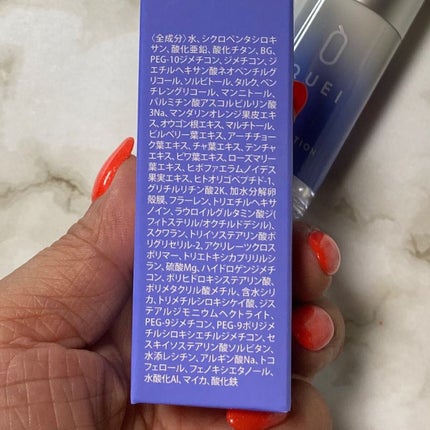 〈全成分〉水、シクロペンタシロキ
サン、酸化亜鉛、酸化チタン、BG、
PEG-10ジメチコン、ジメチコン、ジ
エチルヘキサン酸ネオペンチルグ
リコール、ソルビトール、タルク、ペン
チレングリコール、マンニトール、
パルミチン酸アスコルビルリン酸
3Na、マンダリンオレンジ果皮エキ
ス、オウゴン根エキス、マルチトール、
ビルベリー葉エキス、アーチチョー
ク葉エキス、チャ葉エキス、テンチャ
エキス、ビワ葉エキス、ローズマリー
葉エキス、ヒポファエラムノイデス
果実エキス、ヒトオリゴペプチド-1、
グリチルリチン酸2K、加水分解卵
殻膜、フラーレン、トリエチルヘキサ
ノイン、ラウロイルグルタミン酸ジ(
フィトステリル/オクチルドデシル)、
スクワラン、トリイソステアリン酸ポ
リグリセリル-2、アクリレーツクロス
ポリマー、トリエトキシカプリリルシ
ラン、硫酸Mg、ハイドロゲンジメチ
コン、ポリヒドロキシステアリン酸、
ポリメタクリル酸メチル、含水シリ
カ、トリメチルシロキシケイ酸、ジス
テアルジモニウムヘクトライト、
PEG-9ジメチコン、PEG-9ポリジメ
チルシロキシエチルジメチコン、セ
スキイソステアリン酸ソルビタン、
水添レシチン、アルギン酸Na、トコ
フェロール、フェノキシエタノール、
水酸化Al、マイカ、酸化鉄
QUEI